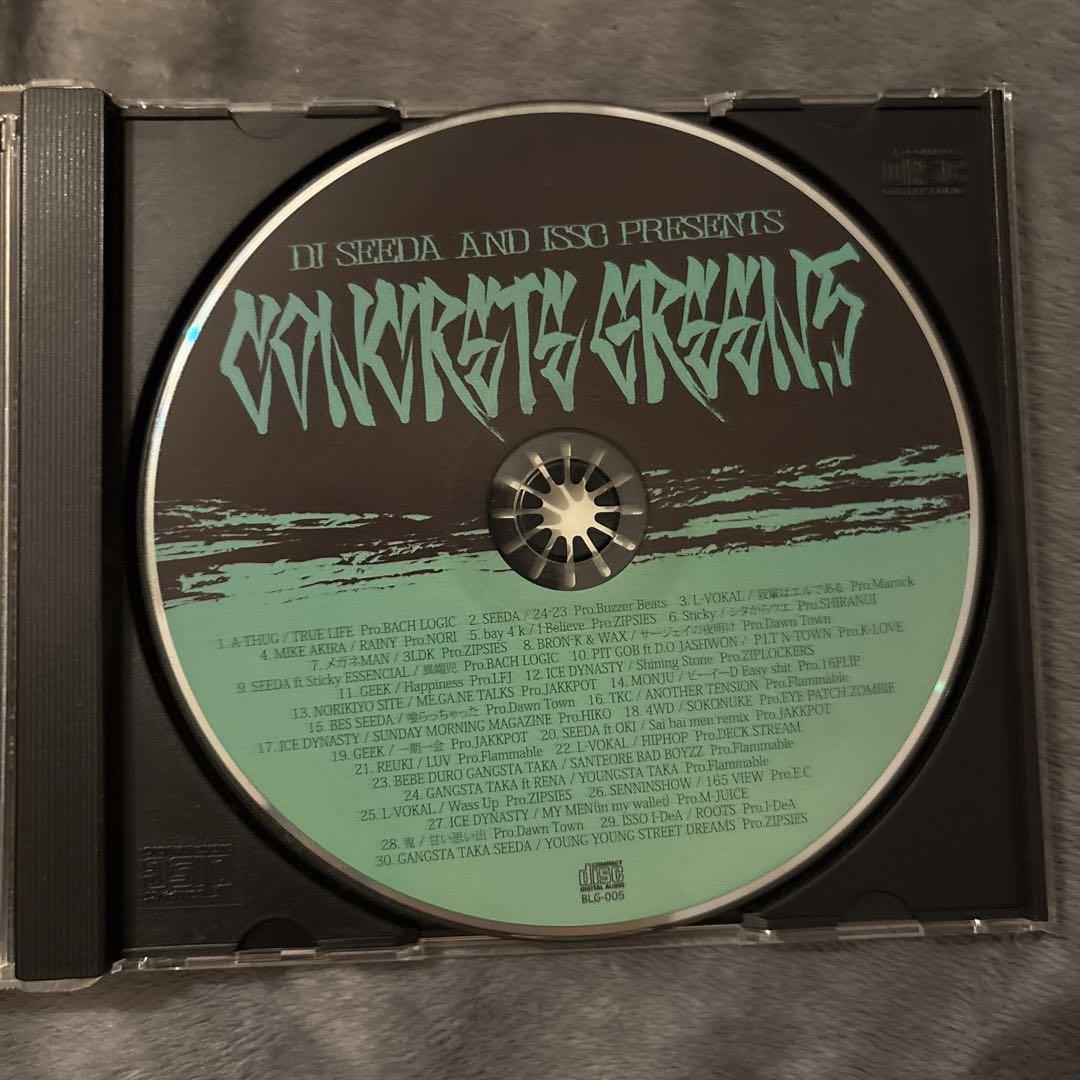 DJ SEEDA AND ISSO PRESENTS
CONCRETE GREEN.5
1. A-THUG / TRUE LIFE Pro.BACH LOGIC 2. SEEDA / 24-23 Pro.Buzzer Beats 3. L-VOKAL / 我輩はエルである Pro.Marock
4. MIKE AKIRA / RAINY Pro.NORI 5. bay 4 k / I Believe Pro.ZIPSIES 6. Sticky / シタからウエ Pro.SHIRANUI
7. メガネMAN / 3LDK Pro.ZIPSIES 8. BRON-K & WAX / サージェイの夜明け Pro.Dawn Town
9. SEEDA ft Sticky ESSENCIAL / 異端児 Pro.BACH LOGIC 10. PIT GOB ft D.O JASHWON / P.I.T N-TOWN Pro.K-LOVE
11. GEEK / Happiness Pro.LFJ 12. ICE DYNASTY / Shining Stone Pro.ZIPLOCKERS
13. NORIKIYO SITE / ME.GA.NE TALKS Pro.JAKKPOT 14. MONJU / ビーイーD Easy shit Pro.16FLIP
15. BES SEEDA / 喰らっちゃった Pro.Dawn Town 16. TKC / ANOTHER TENSION Pro.Flammable
17. ICE DYNASTY / SUNDAY MORNING MAGAZINE Pro.HIKO 18. 4WD / SOKONUKE Pro.EYE PATCH ZOMBIE
19. GEEK / 一期一会 Pro.JAKKPOT 20. SEEDA ft OKI / Sai bai men remix Pro.JAKKPOT
21. REUKI / LUV Pro.Flammable 22. L-VOKAL / HIPHOP Pro.DECK STREAM
23. BEBE DURO GANGSTA TAKA / SANTEORE BAD BOYZZ Pro.Flammable
24. GANGSTA TAKA ft RENA / YOUNGSTA TAKA Pro.Flammable
25. L-VOKAL / Wass Up Pro.ZIPSIES 26. SENNINSHOW / 165 VIEW Pro.E.C
27. ICE DYNASTY / MY MEN(in my wallet) Pro.M-JUICE
28. 鬼 / 甘い思い出 Pro.Dawn Town 29. ISSO I-DeA / ROOTS Pro.I-DeA
30. GANGSTA TAKA SEEDA / YOUNG YOUNG STREET DREAMS Pro.ZIPSIES
COMPACT
disc
DIGITAL AUDIO
BLG-005